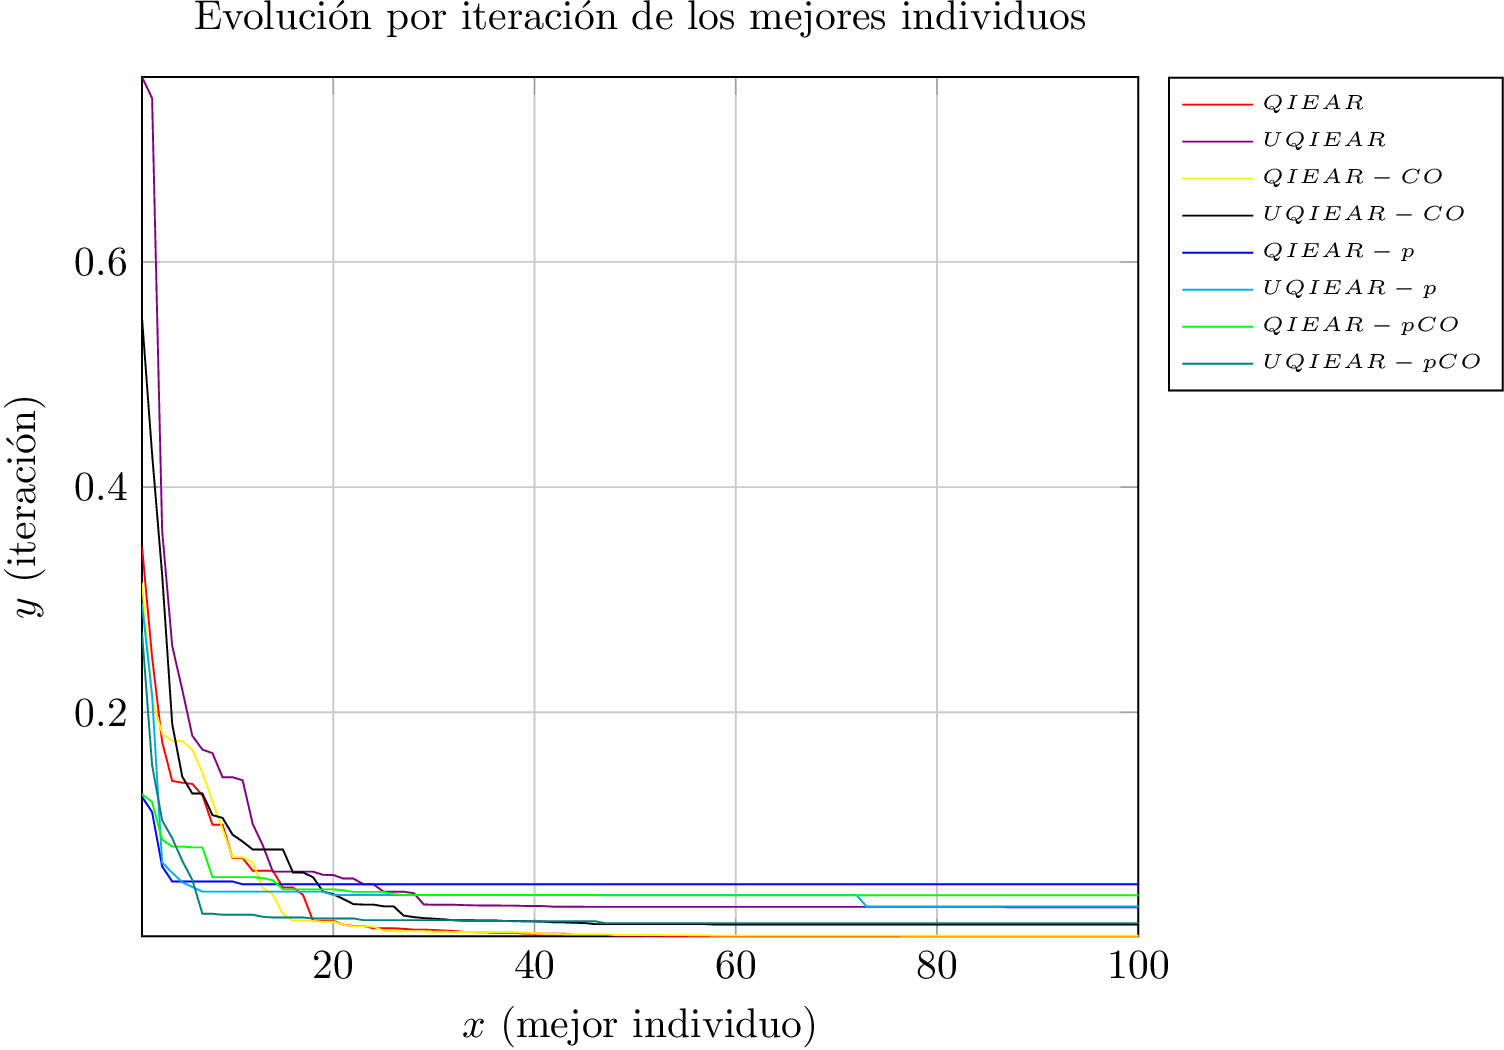 Evolución por iteración de los mejores individuos
QIEAR
UQIEAR
QIEAR − CO
UQIEAR − CO
QIEAR − p
UQIEAR − p
QIEAR − pCO
UQIEAR − pCO
0.6
0.4
0.2
y (iteración)
20 40 60 80 100
x (mejor individuo)